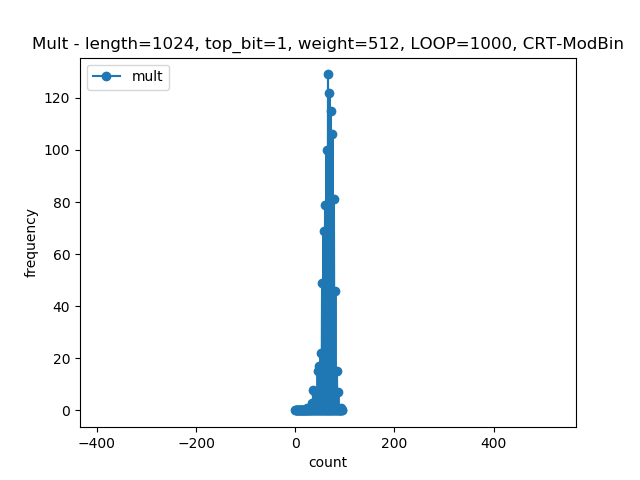 Mult - length=1024, top_bit=1, weight=512, LOOP=1000, CRT-ModBin
mult
120
100
80
60
40
20
0
frequency
−400 −200 0 200 400
count